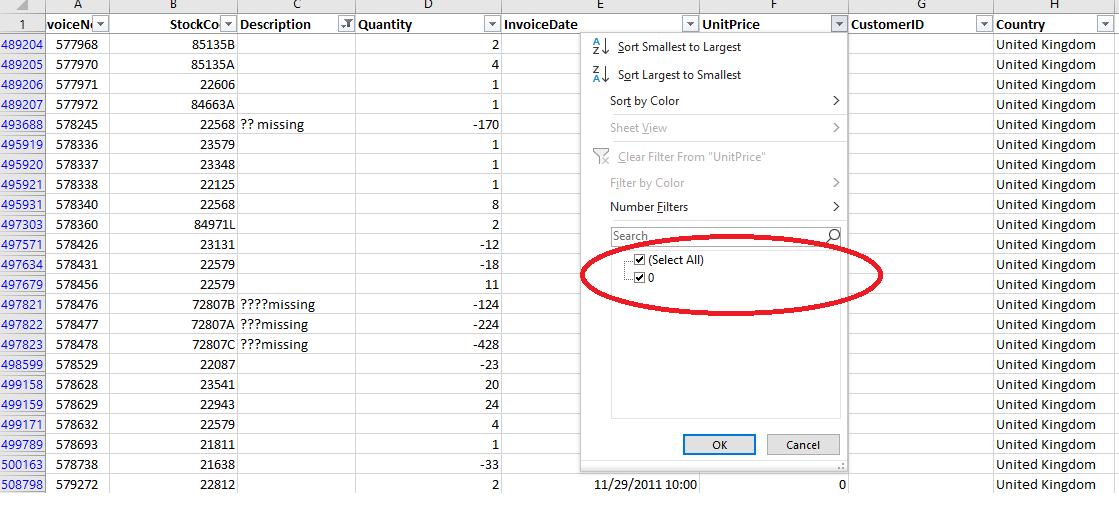 A B C D E F G H
1 voiceNo StockCo Description Quantity InvoiceDate UnitPrice CustomerID Country
489204 577968 85135B 2 United Kingdom
489205 577970 85135A 4 United Kingdom
489206 577971 22606 1 United Kingdom
489207 577972 84663A 1 United Kingdom
493688 578245 22568 ?? missing -170 United Kingdom
495919 578336 23579 1 United Kingdom
495920 578337 23348 1 United Kingdom
495921 578338 22125 1 United Kingdom
495931 578340 22568 8 United Kingdom
497303 578360 84971L 2 United Kingdom
497571 578426 23131 -12 United Kingdom
497634 578431 22579 -18 United Kingdom
497679 578456 22579 11 United Kingdom
497821 578476 72807B ????missing -124 United Kingdom
497822 578477 72807A ???missing -224 United Kingdom
497823 578478 72807C ???missing -428 United Kingdom
498599 578529 22087 -23 United Kingdom
499158 578628 23541 20 United Kingdom
499159 578629 22943 24 United Kingdom
499171 578632 22579 4 United Kingdom
499789 578693 21811 1 United Kingdom
500163 578738 21638 -33 United Kingdom
508798 579272 22812 2 11/29/2011 10:00 0 United Kingdom
Sort Smallest to Largest
Sort Largest to Smallest
Sort by Color
Sheet View
Clear Filter From "UnitPrice"
Filter by Color
Number Filters
Search
(Select All)
0
OK Cancel